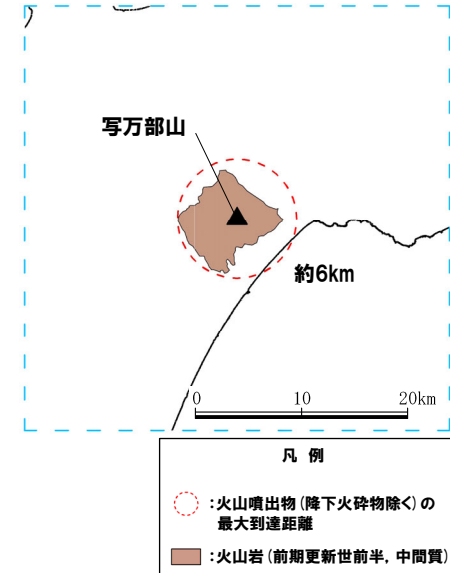 写万部山
約6km
0 10 20km
凡 例
:火山噴出物(降下火砕物除く)の
最大到達距離
:火山岩(前期更新世前半, 中間質)